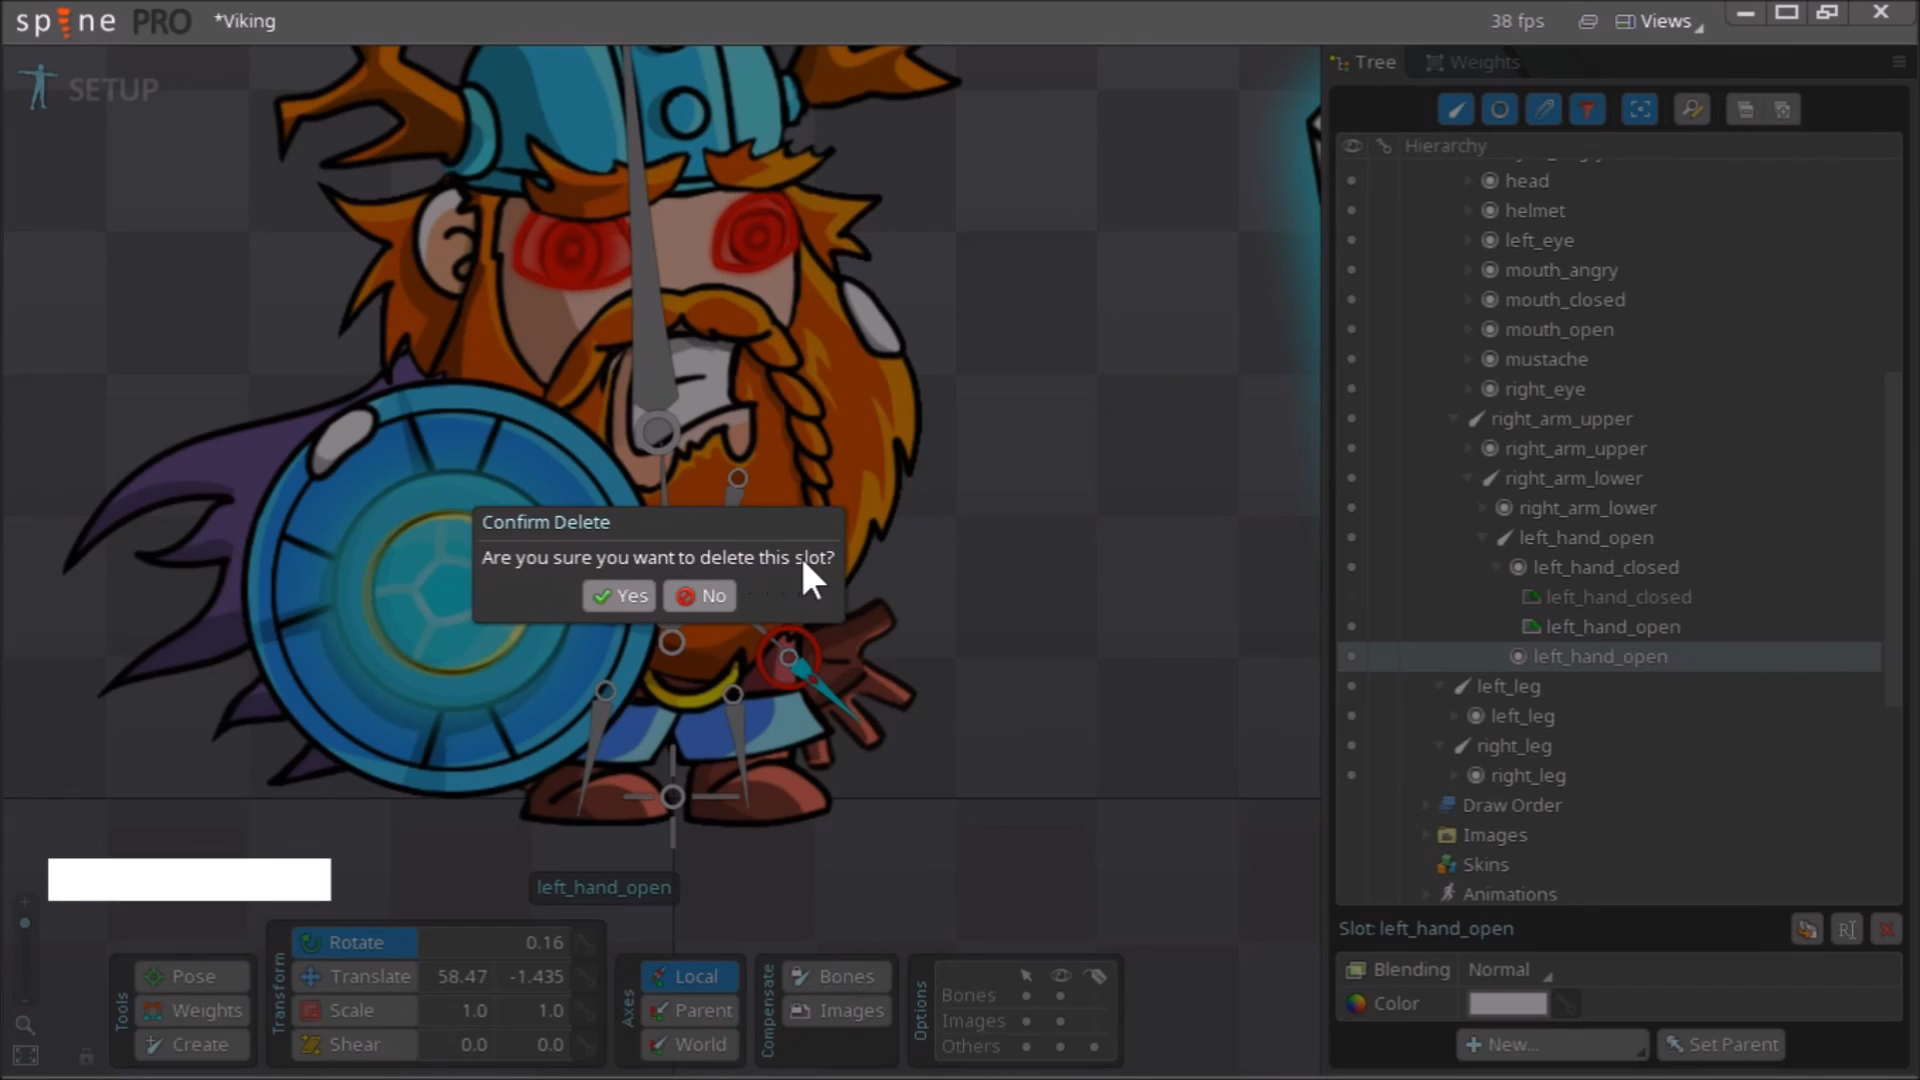 spine PRO
*Viking
38 fps
Views
SETUP
Tree
Weights
Hierarchy
head
helmet
left_eye
mouth_angry
mouth_closed
mouth_open
mustache
right_eye
right_arm_upper
right_arm_upper
right_arm_lower
right_arm_lower
left_hand_open
left_hand_closed
left_hand_closed
left_hand_open
left_hand_open
left_leg
left_leg
right_leg
right_leg
Draw Order
Images
Skins
Animations
Confirm Delete
Are you sure you want to delete this slot?
Yes
No
left_hand_open
Tools
Pose
Weights
Create
Transform
Rotate 0.16
Translate 58.47 -1.435
Scale 1.0 1.0
Shear 0.0 0.0
Axes
Local
Parent
World
Compensate
Bones
Images
Options
Bones
Images
Others
Slot: left_hand_open
Blending Normal
Color
New...
Set Parent